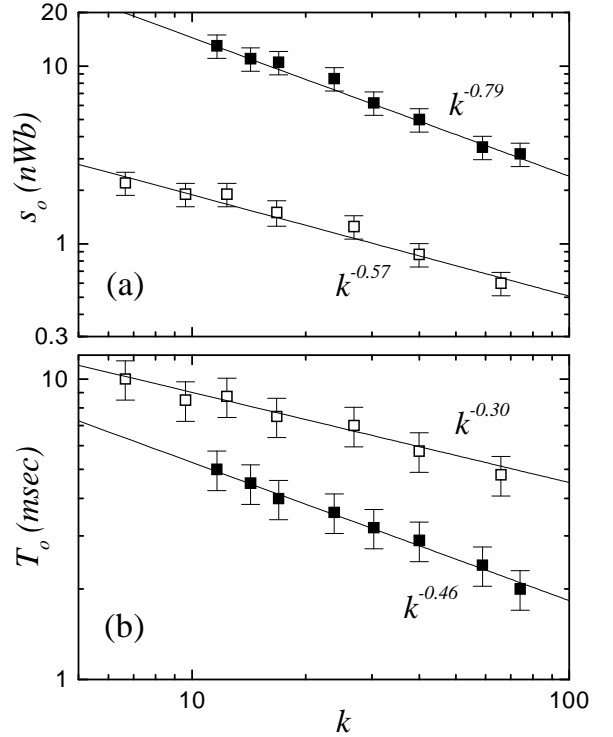 20
10
s_o (nWb)
k^{-0.79}
1
(a)
k^{-0.57}
0.3
10
k^{-0.30}
T_o (msec)
k^{-0.46}
(b)
1
10
100
k